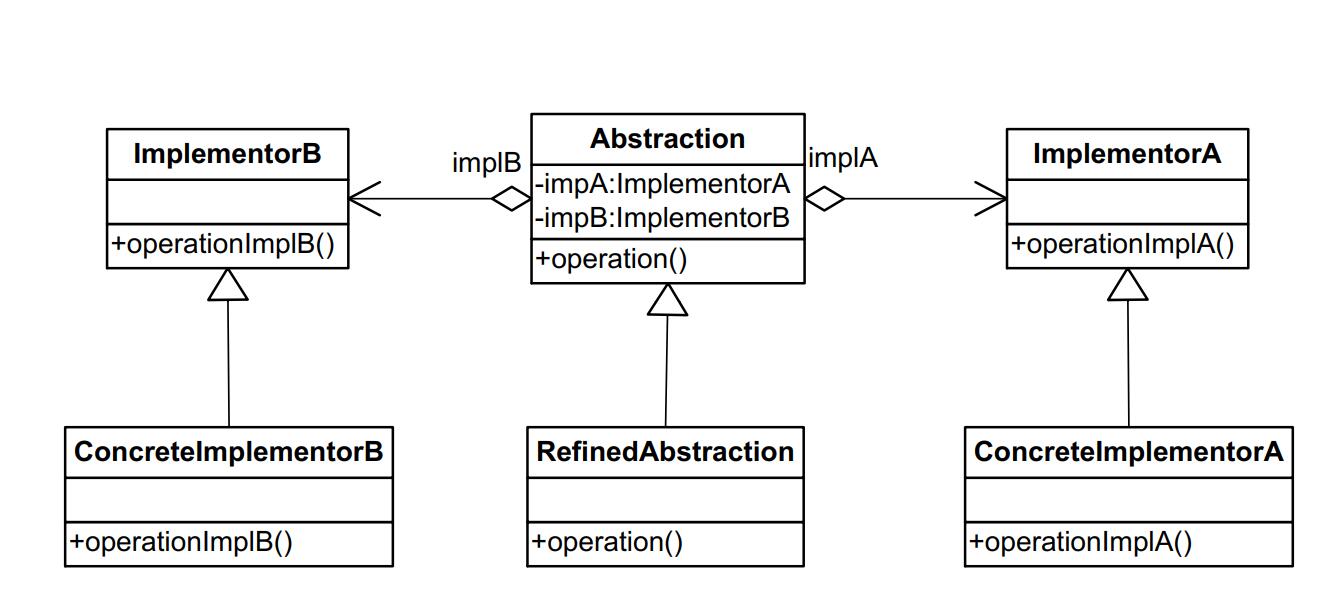 ImplementorB
+operationImplB()
implB
Abstraction
-impA:ImplementorA
-impB:ImplementorB
+operation()
implA
ImplementorA
+operationImplA()
ConcreteImplementorB
+operationImplB()
RefinedAbstraction
+operation()
ConcreteImplementorA
+operationImplA()